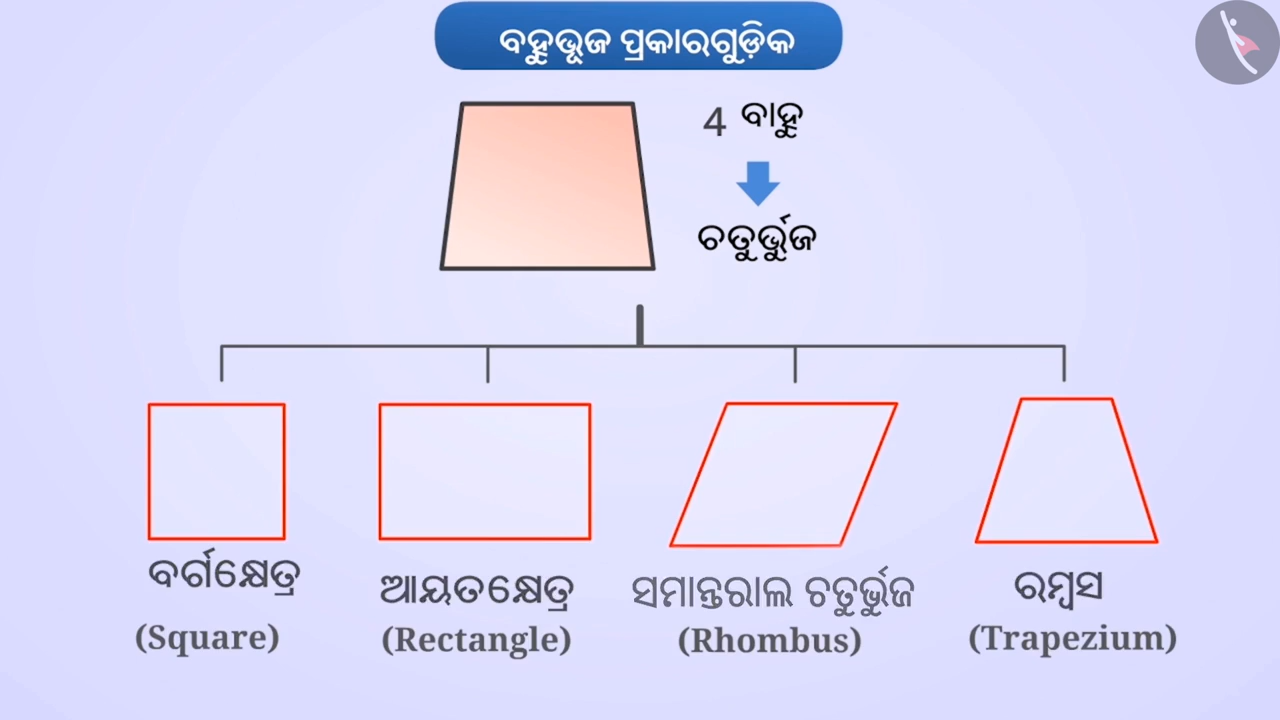 ବହୁଭୂଜ ପ୍ରକାରଗୁଡ଼ିକ
4 ବାହୁ
ଚତୁର୍ଭୁଜ
ବର୍ଗକ୍ଷେତ୍ର
(Square)
ଆୟତକ୍ଷେତ୍ର
(Rectangle)
ସମାନ୍ତରାଲ ଚତୁର୍ଭୁଜ
(Rhombus)
ରମ୍ବସ
(Trapezium)